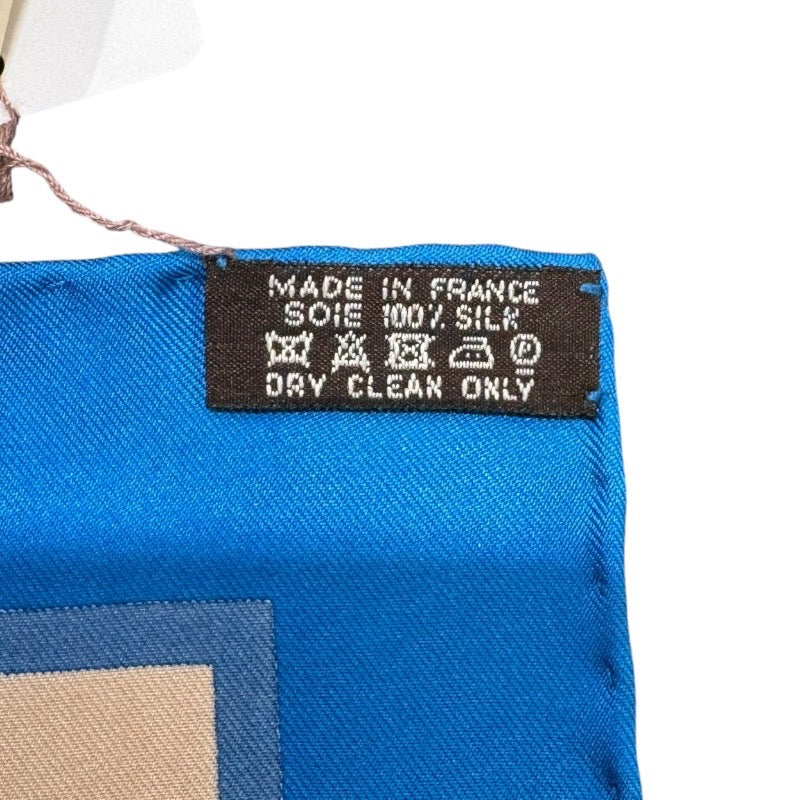 MADE IN FRANCE
SOIE 100% SILK
P
DRY CLEAN ONLY